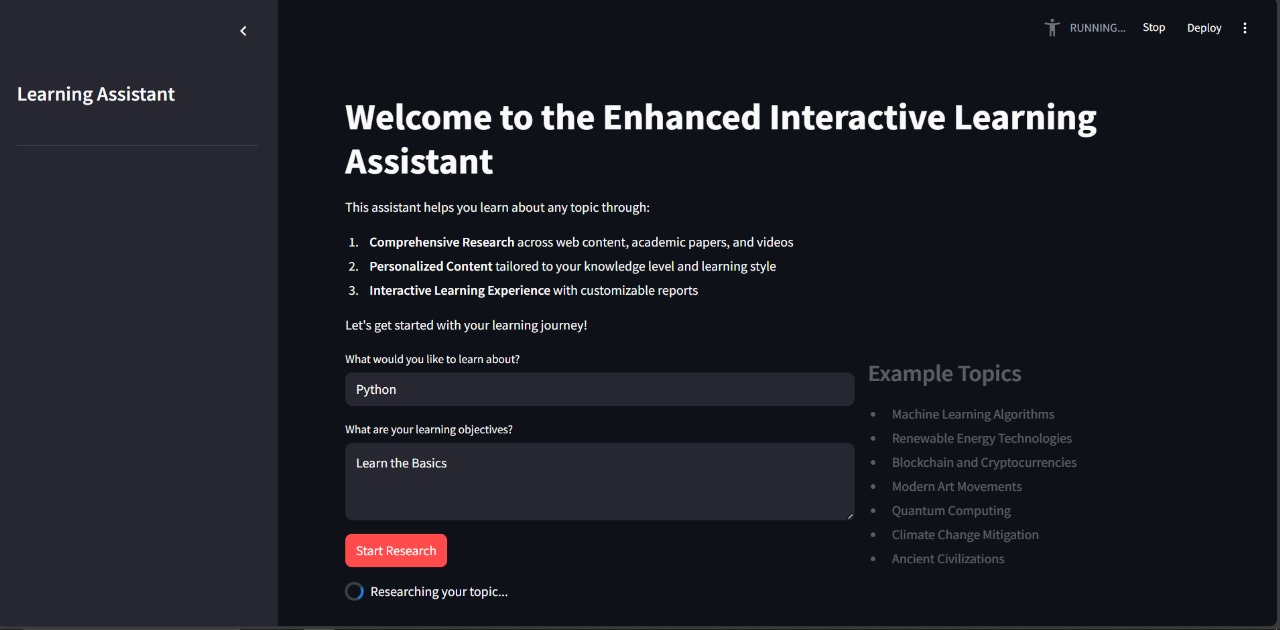 RUNNING...
Stop
Deploy
Learning Assistant
Welcome to the Enhanced Interactive Learning
Assistant
This assistant helps you learn about any topic through:
1. Comprehensive Research across web content, academic papers, and videos
2. Personalized Content tailored to your knowledge level and learning style
3. Interactive Learning Experience with customizable reports
Let's get started with your learning journey!
What would you like to learn about?
Python
What are your learning objectives?
Learn the Basics
Start Research
Researching your topic...
Example Topics
• Machine Learning Algorithms
• Renewable Energy Technologies
• Blockchain and Cryptocurrencies
• Modern Art Movements
• Quantum Computing
• Climate Change Mitigation
• Ancient Civilizations